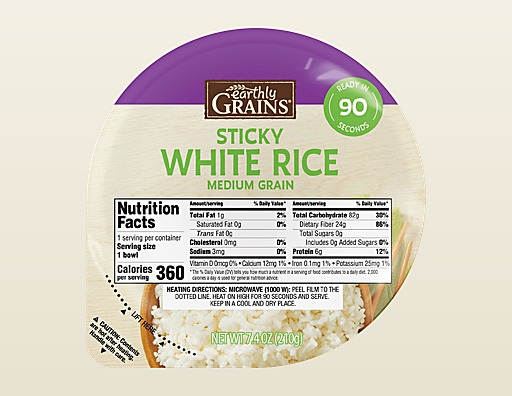 earthly
GRAINS®
READY IN
90
SECONDS
STICKY
WHITE RICE
MEDIUM GRAIN
Nutrition
Facts
1 serving per container
Serving size
1 bowl
Calories 360
per serving
Amount/serving % Daily Value*
Total Fat 1g 2%
Saturated Fat 0g 0%
Trans Fat 0g
Cholesterol 0mg 0%
Sodium 3mg 0%
Amount/serving % Daily Value*
Total Carbohydrate 82g 30%
Dietary Fiber 24g 86%
Total Sugars 0g
Includes 0g Added Sugars 0%
Protein 6g 12%
Vitamin D 0mcg 0% • Calcium 12mg 1% • Iron 0.1mg 1% • Potassium 25mg 1%
*The % Daily Value (DV) tells you how much a nutrient in a serving of food contributes to a daily diet. 2,000
calories a day is used for general nutrition advice.
HEATING DIRECTIONS: MICROWAVE (1000 W): PEEL FILM TO THE
DOTTED LINE. HEAT ON HIGH FOR 90 SECONDS AND SERVE.
KEEP IN A COOL AND DRY PLACE.
LIFT HERE
CAUTION: Contents
are hot after heating.
Handle with care.
NET WT 7.4 OZ (210g)